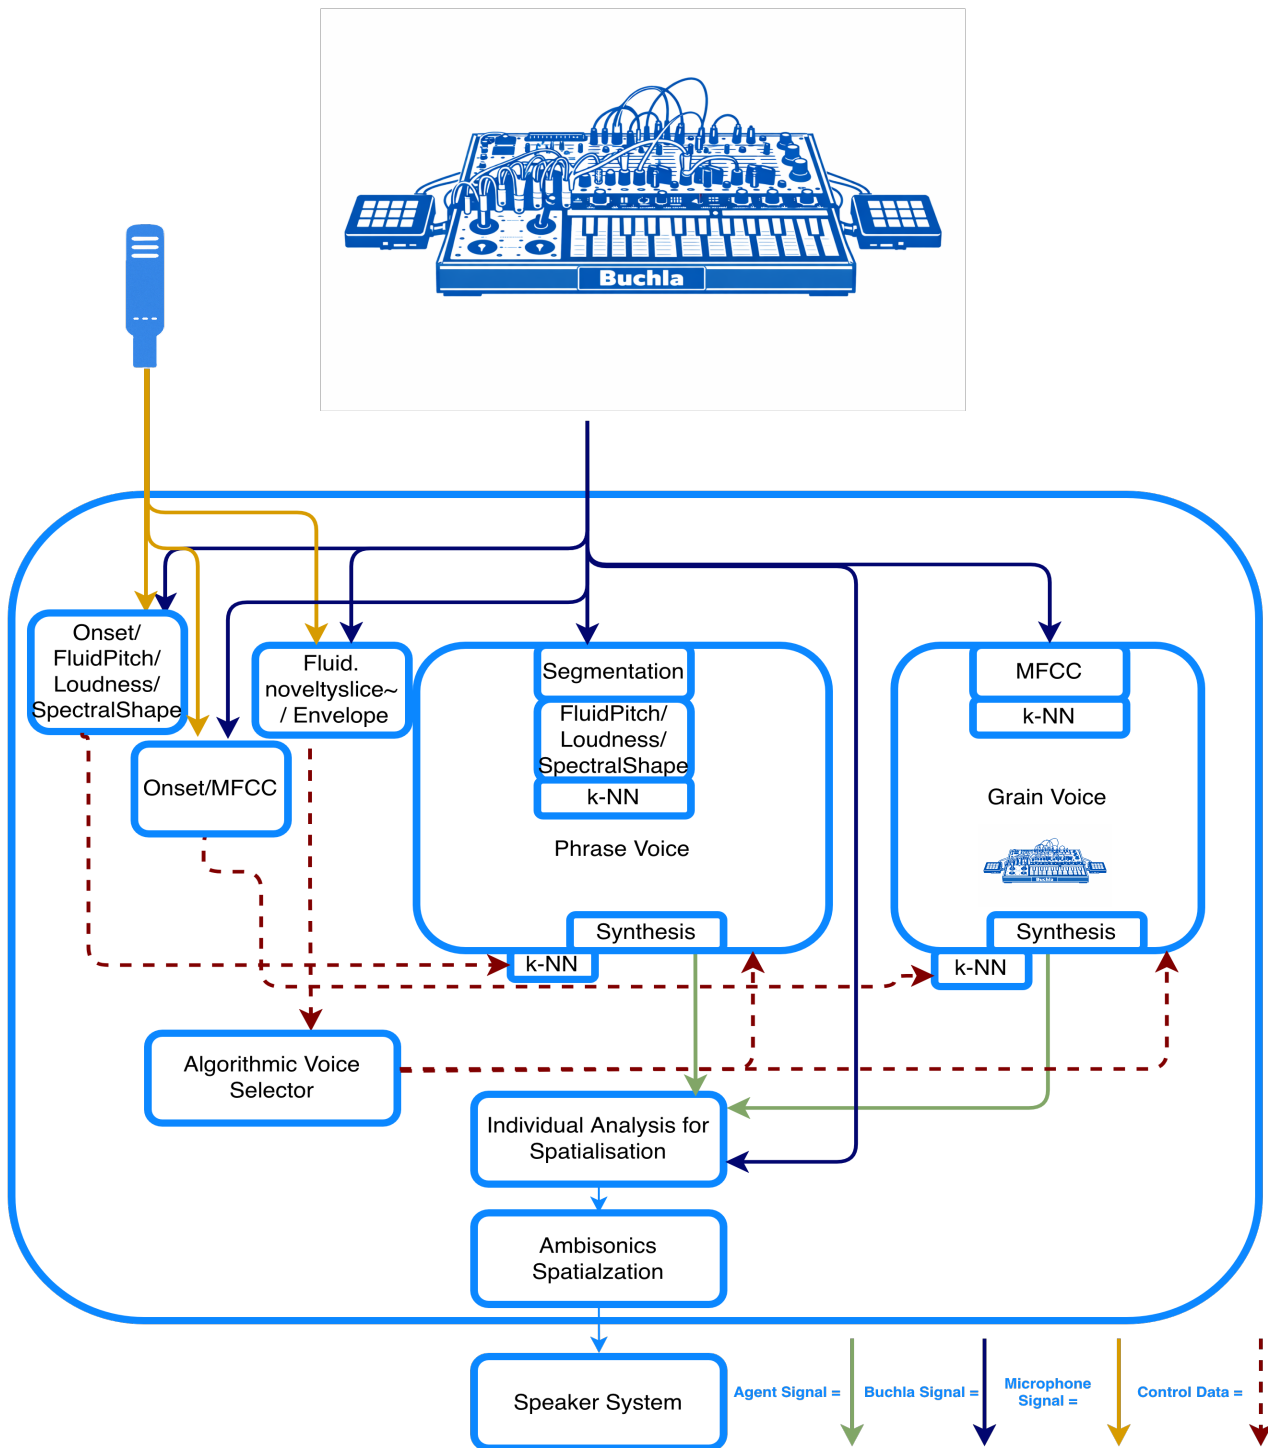 Buchla
Onset/
FluidPitch/
Loudness/
SpectralShape
Fluid.
noveltyslice~
/ Envelope
Onset/MFCC
Segmentation
FluidPitch/
Loudness/
SpectralShape
k-NN
Phrase Voice
Synthesis
k-NN
MFCC
k-NN
Grain Voice
Buchla
Synthesis
k-NN
Algorithmic Voice
Selector
Individual Analysis for
Spatialisation
Ambisonics
Spatialzation
Speaker System
Agent Signal =
Buchla Signal =
Microphone
Signal =
Control Data =